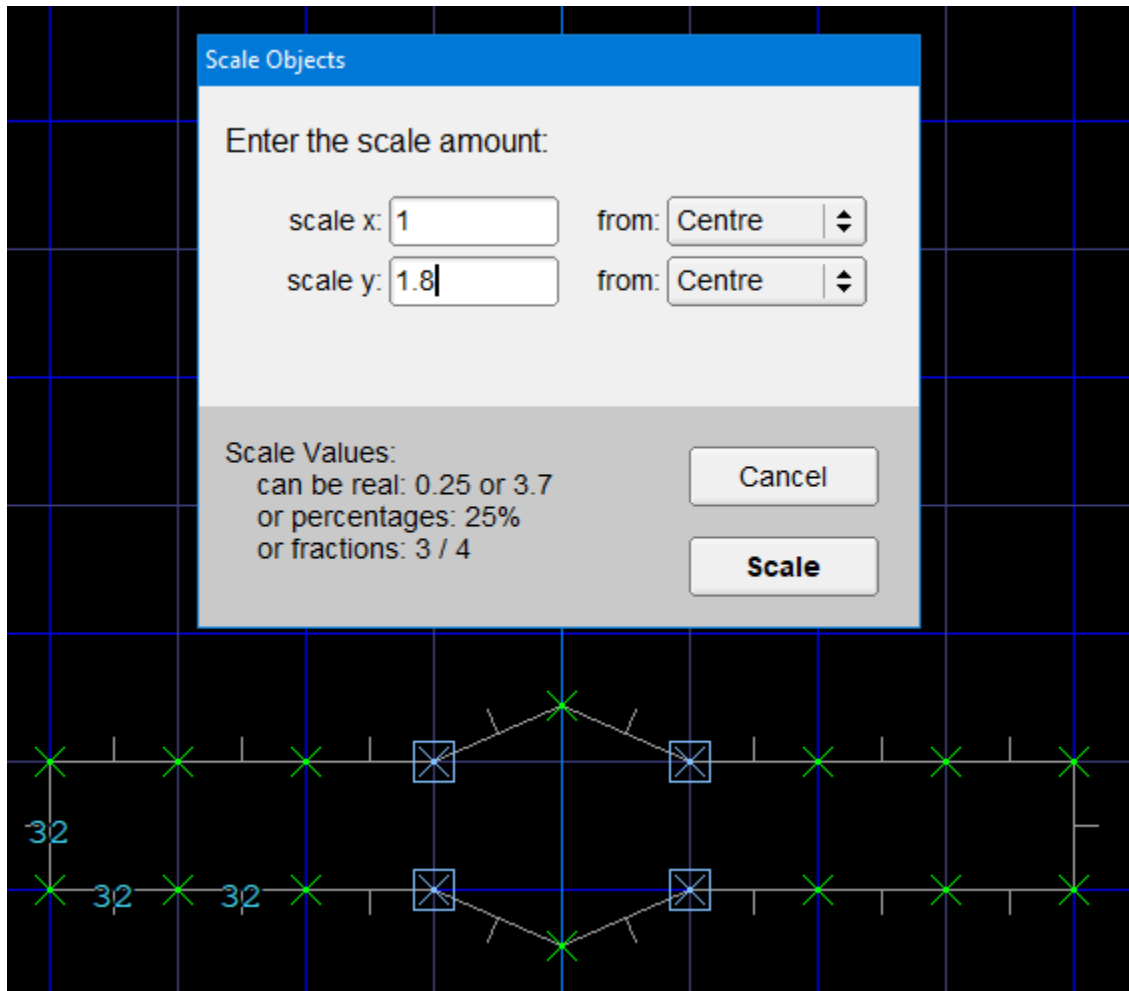 Scale Objects
Enter the scale amount:
scale x: 1 from: Centre
scale y: 1.8 from: Centre
Scale Values:
can be real: 0.25 or 3.7
or percentages: 25%
or fractions: 3 / 4
Cancel
Scale
32
32 32